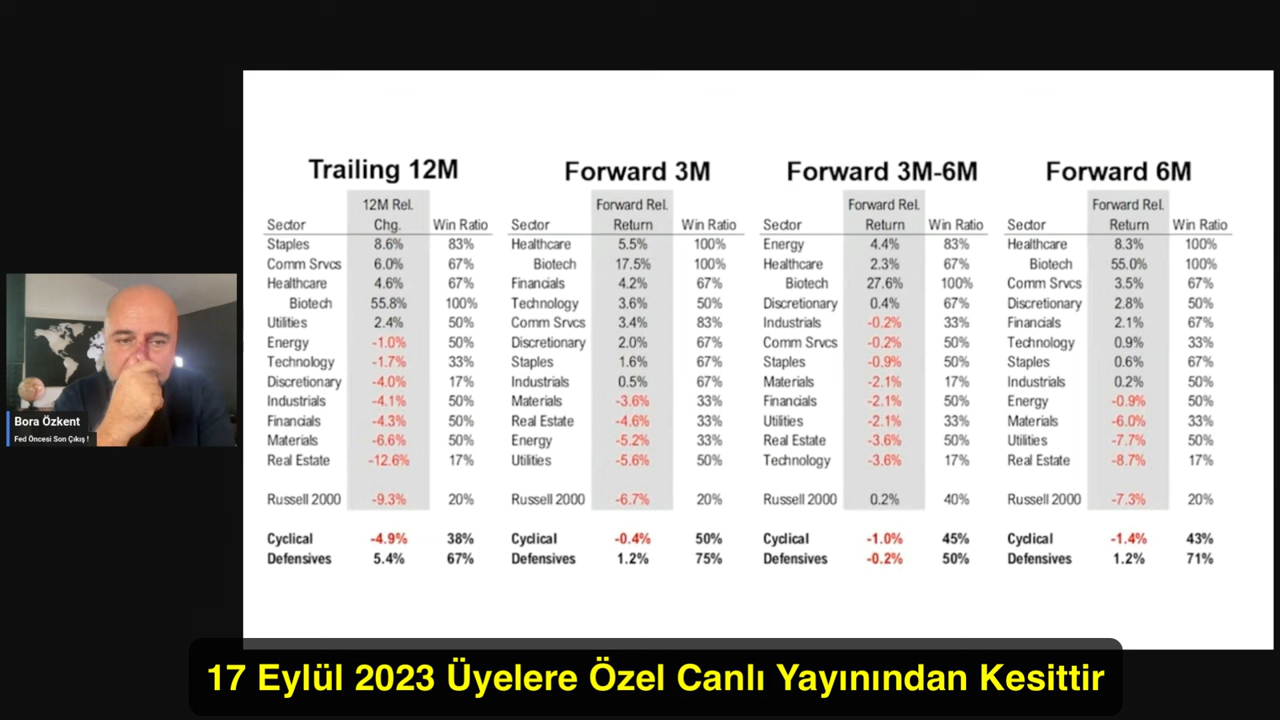 Trailing 12M
12M Rel.
Sector Chg. Win Ratio
Staples 8.6% 83%
Comm Srvcs 6.0% 67%
Healthcare 4.6% 67%
Biotech 55.8% 100%
Utilities 2.4% 50%
Energy -1.0% 50%
Technology -1.7% 33%
Discretionary -4.0% 17%
Industrials -4.1% 50%
Financials -4.3% 50%
Materials -6.6% 50%
Real Estate -12.6% 17%
Russell 2000 -9.3% 20%
Cyclical -4.9% 38%
Defensives 5.4% 67%
Forward 3M
Forward Rel.
Sector Return Win Ratio
Healthcare 5.5% 100%
Biotech 17.5% 100%
Financials 4.2% 67%
Technology 3.6% 50%
Comm Srvcs 3.4% 83%
Discretionary 2.0% 67%
Staples 1.6% 67%
Industrials 0.5% 67%
Materials -3.6% 33%
Real Estate -4.6% 33%
Energy -5.2% 33%
Utilities -5.6% 50%
Russell 2000 -6.7% 20%
Cyclical -0.4% 50%
Defensives 1.2% 75%
Forward 3M-6M
Forward Rel.
Sector Return Win Ratio
Energy 4.4% 83%
Healthcare 2.3% 67%
Biotech 27.6% 100%
Discretionary 0.4% 67%
Industrials -0.2% 33%
Comm Srvcs -0.2% 50%
Staples -0.9% 50%
Materials -2.1% 17%
Financials -2.1% 50%
Utilities -2.1% 33%
Real Estate -3.6% 50%
Technology -3.6% 17%
Russell 2000 0.2% 40%
Cyclical -1.0% 45%
Defensives -0.2% 50%
Forward 6M
Forward Rel.
Sector Return Win Ratio
Healthcare 8.3% 100%
Biotech 55.0% 100%
Comm Srvcs 3.5% 67%
Discretionary 2.8% 50%
Financials 2.1% 67%
Technology 0.9% 33%
Staples 0.6% 67%
Industrials 0.2% 50%
Energy -0.9% 50%
Materials -6.0% 33%
Utilities -7.7% 50%
Real Estate -8.7% 17%
Russell 2000 -7.3% 20%
Cyclical -1.4% 43%
Defensives 1.2% 71%
Bora Özkent
Fed Öncesi Son Çıkış !
17 Eylül 2023 Üyelere Özel Canlı Yayınından Kesittir